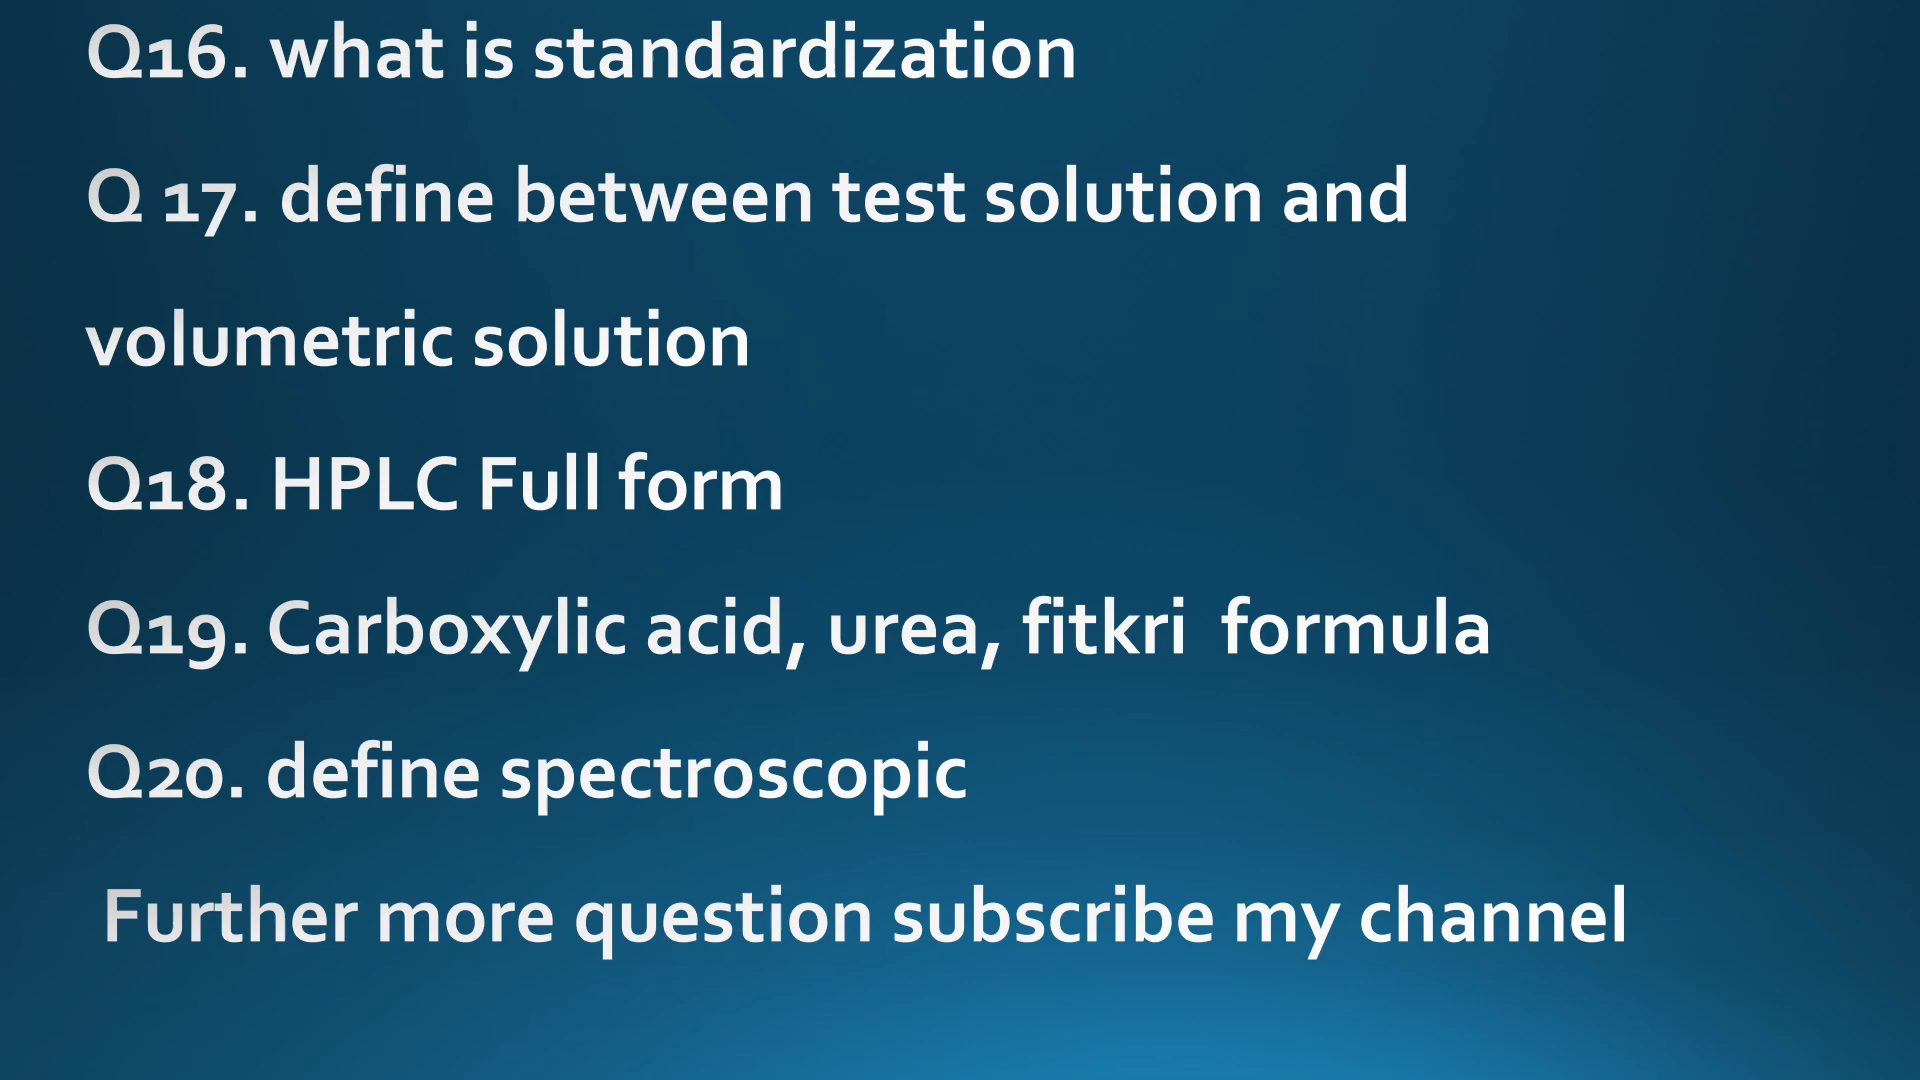 Q16. what is standardization
Q 17. define between test solution and
volumetric solution
Q18. HPLC Full form
Q19. Carboxylic acid, urea, fitkri  formula
Q20. define spectroscopic
Further more question subscribe my channel